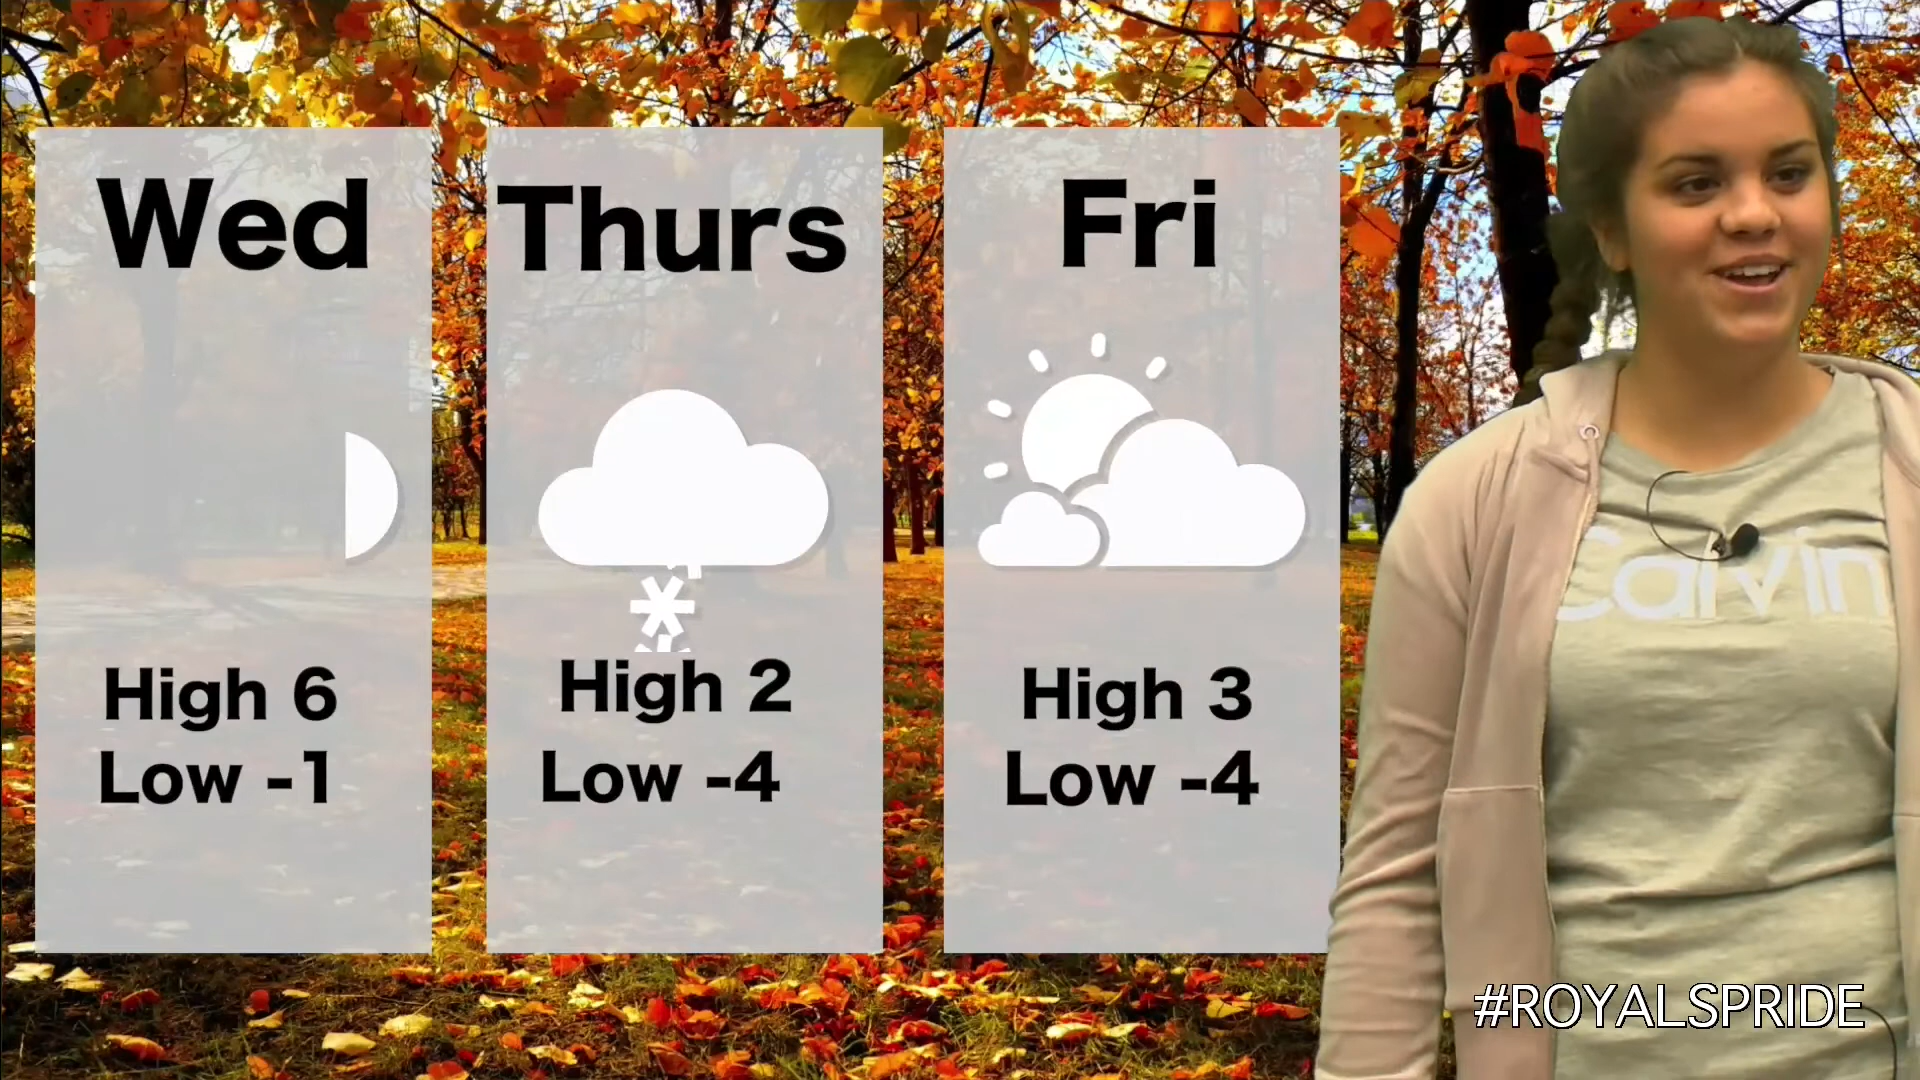 Wed
High 6
Low -1
Thurs
High 2
Low -4
Fri
High 3
Low -4
Calvin
#ROYALSPRIDE